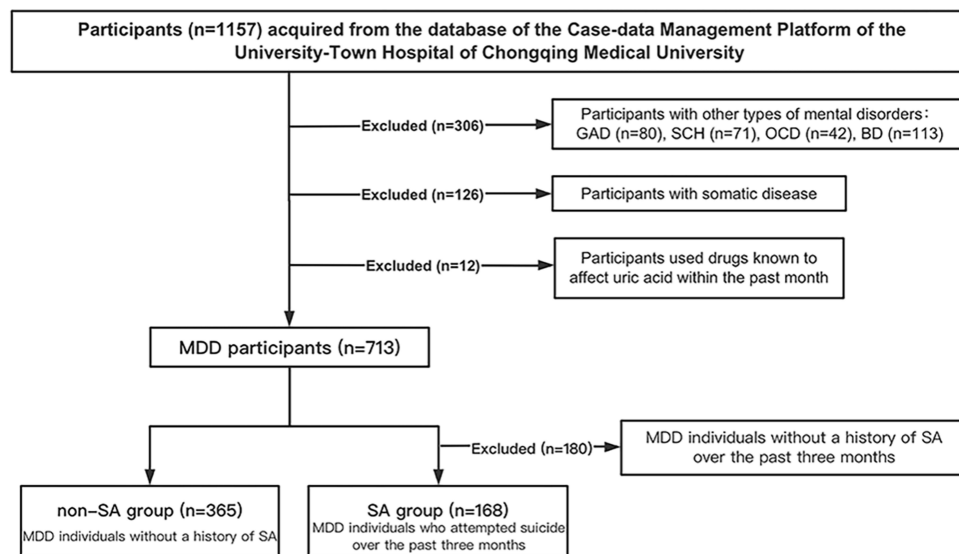 Participants (n=1157) acquired from the database of the Case-data Management Platform of the
University-Town Hospital of Chongqing Medical University
Excluded (n=306)
Participants with other types of mental disorders:
GAD (n=80), SCH (n=71), OCD (n=42), BD (n=113)
Excluded (n=126)
Participants with somatic disease
Excluded (n=12)
Participants used drugs known to
affect uric acid within the past month
MDD participants (n=713)
Excluded (n=180)
MDD individuals without a history of SA
over the past three months
non-SA group (n=365)
MDD individuals without a history of SA
SA group (n=168)
MDD individuals who attempted suicide
over the past three months